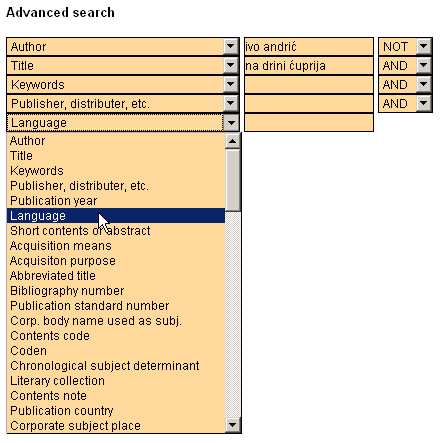 Advanced search
Author ivo andrić NOT
Title na drini ćuprija AND
Keywords AND
Publisher, distributer, etc. AND
Language
Author
Title
Keywords
Publisher, distributer, etc.
Publication year
Language
Short contents or abstract
Acquisition means
Acquisiton purpose
Abbreviated title
Bibliography number
Publication standard number
Corp. body name used as subj.
Contents code
Coden
Chronological subject determinant
Literary collection
Contents note
Publication country
Corporate subject place